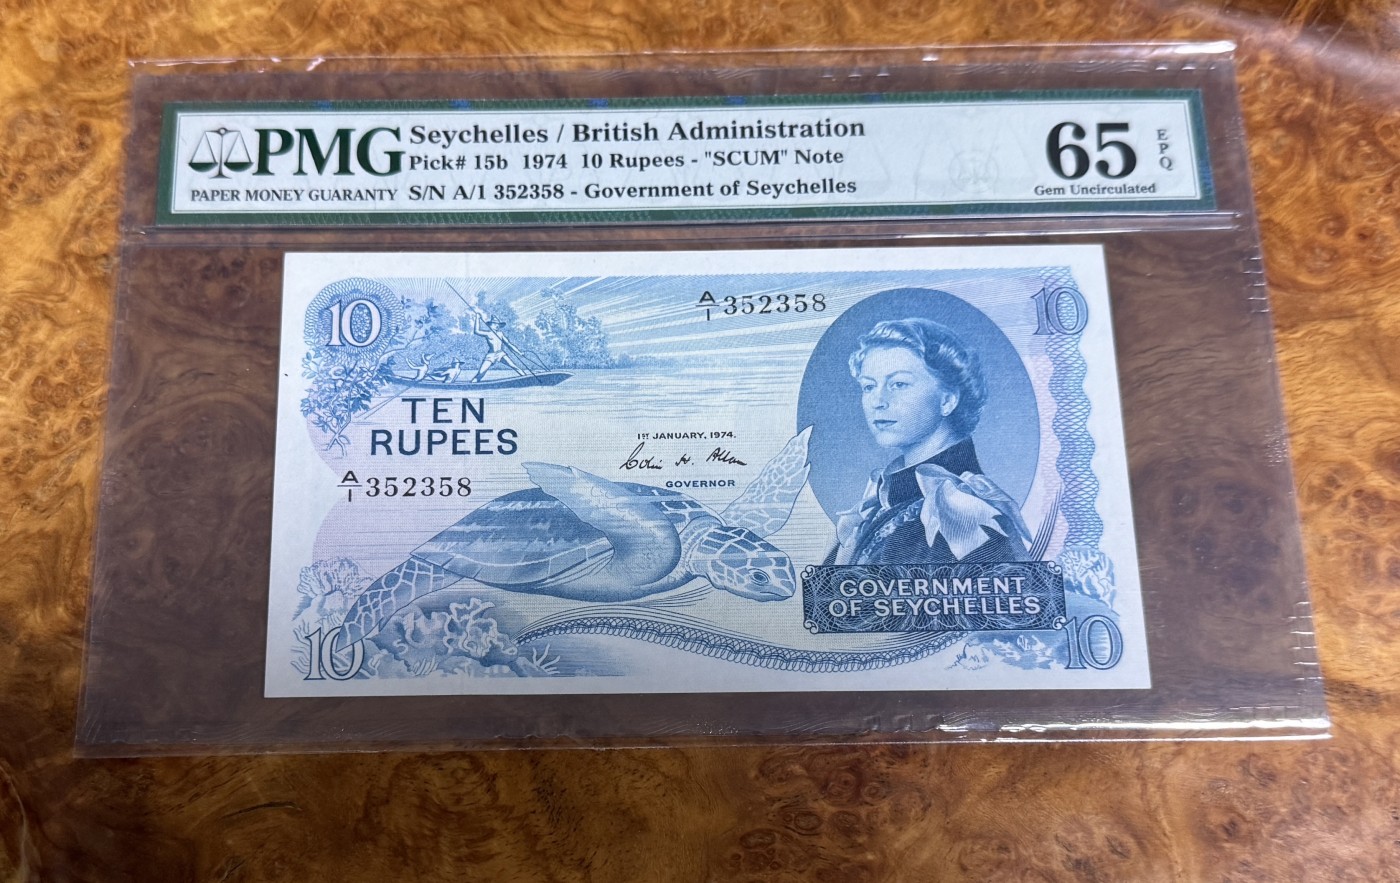 PMG
PAPER MONEY GUARANTY
Seychelles / British Administration
Pick# 15b 1974 10 Rupees - "SCUM" Note
S/N A/1 352358 - Government of Seychelles
65
EPQ
Gem Uncirculated
10
A/1 352358
10
TEN
RUPEES
1ST JANUARY, 1974.
Colin H. Allan
GOVERNOR
A/1 352358
GOVERNMENT
OF SEYCHELLES
10
10